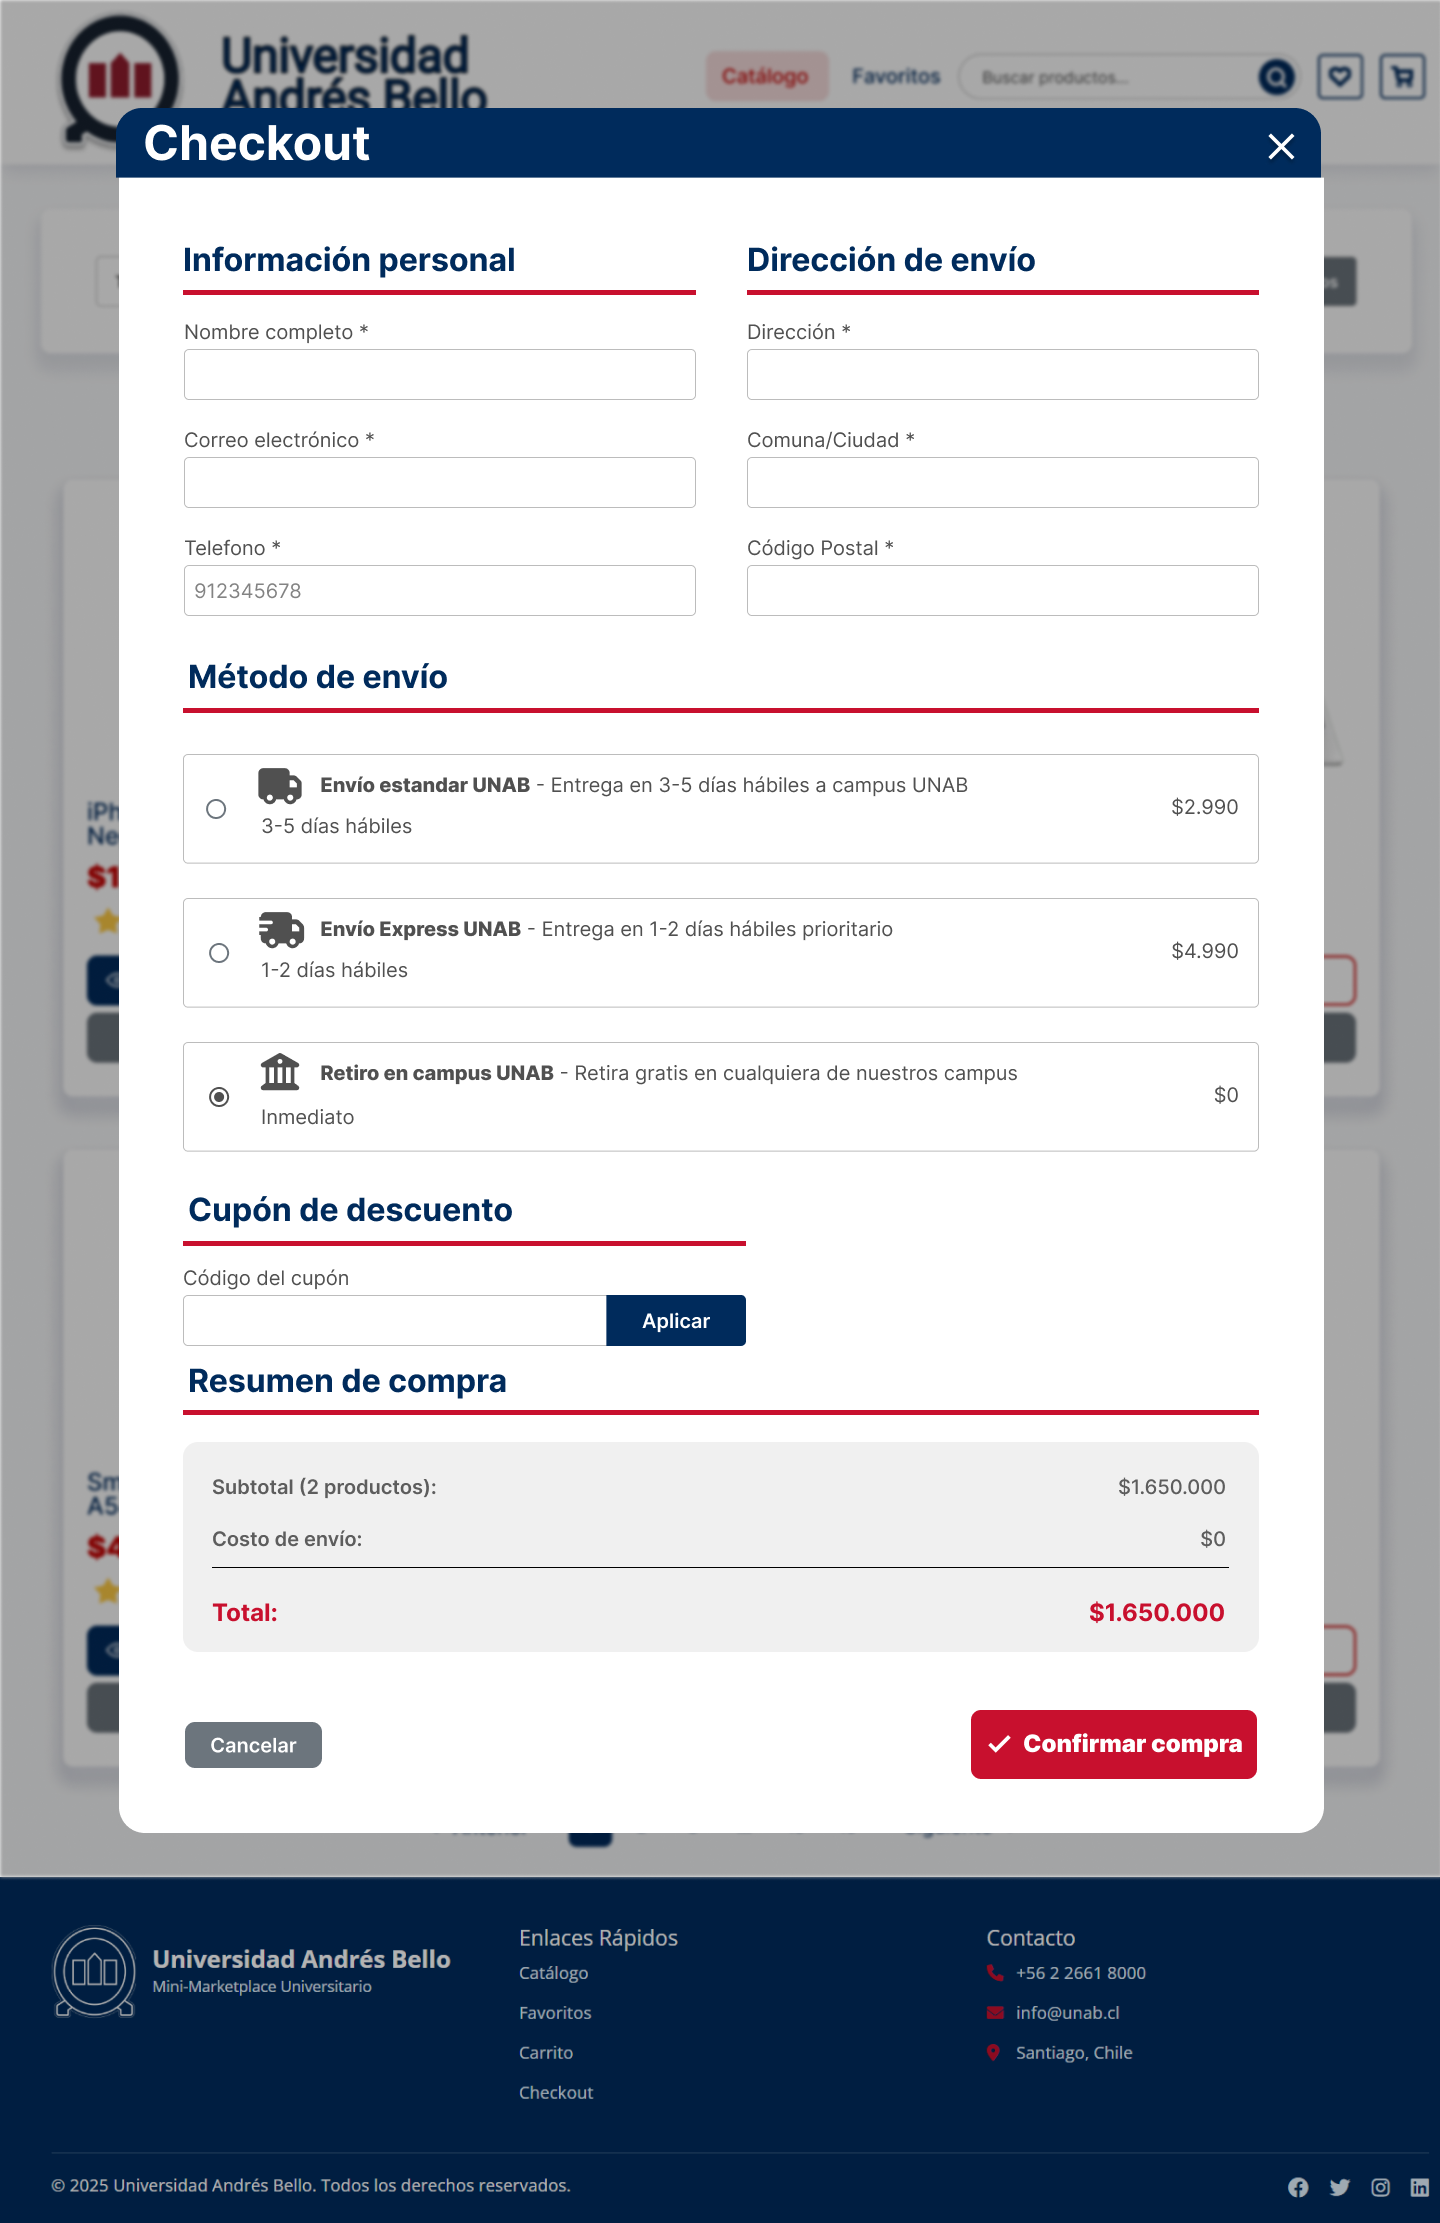 Universidad
Andrés Bello
Catálogo
Favoritos
Buscar productos...
Checkout
Información personal
Dirección de envío
Nombre completo *
Dirección *
Correo electrónico *
Comuna/Ciudad *
Telefono *
912345678
Código Postal *
Método de envío
Envío estandar UNAB - Entrega en 3-5 días hábiles a campus UNAB
3-5 días hábiles
$2.990
Envío Express UNAB - Entrega en 1-2 días hábiles prioritario
1-2 días hábiles
$4.990
Retiro en campus UNAB - Retira gratis en cualquiera de nuestros campus
Inmediato
$0
Cupón de descuento
Código del cupón
Aplicar
Resumen de compra
Subtotal (2 productos):
$1.650.000
Costo de envío:
$0
Total:
$1.650.000
Cancelar
Confirmar compra
Universidad Andrés Bello
Mini-Marketplace Universitario
Enlaces Rápidos
Catálogo
Favoritos
Carrito
Checkout
Contacto
+56 2 2661 8000
info@unab.cl
Santiago, Chile
© 2025 Universidad Andrés Bello. Todos los derechos reservados.